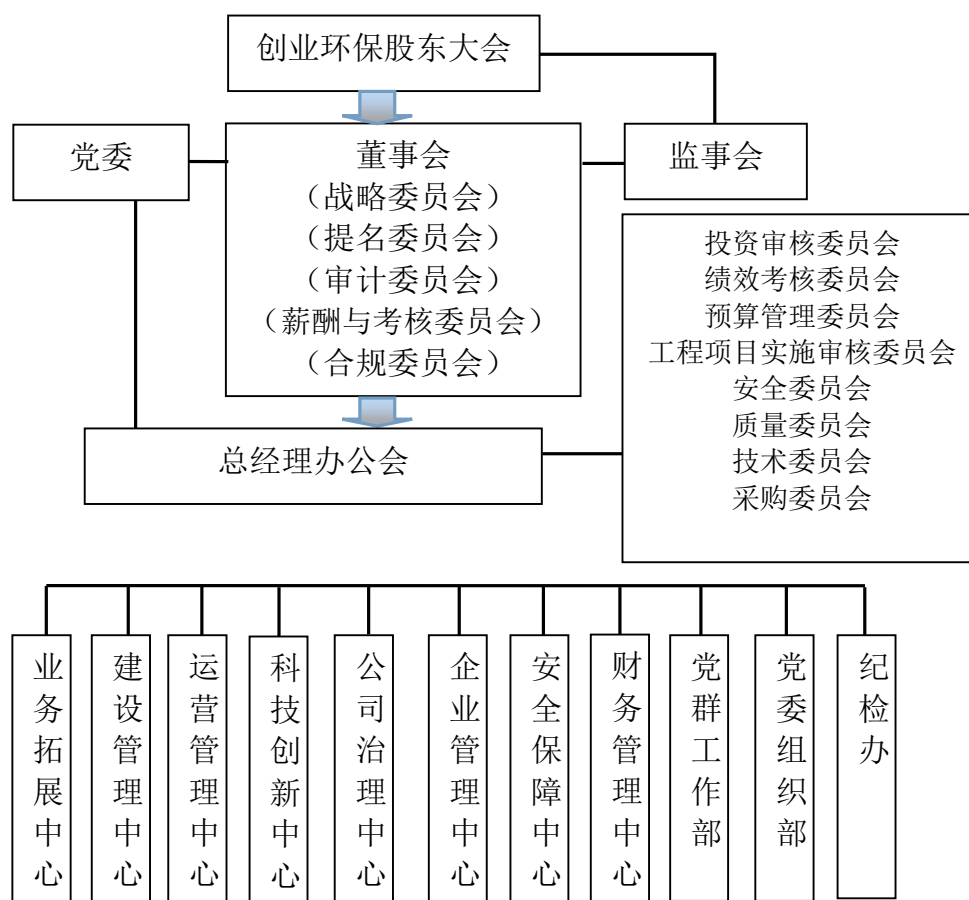 创业环保股东大会
党委
董事会
（战略委员会）
（提名委员会）
（审计委员会）
（薪酬与考核委员会）
（合规委员会）
监事会
投资审核委员会
绩效考核委员会
预算管理委员会
工程项目实施审核委员会
安全委员会
质量委员会
技术委员会
采购委员会
总经理办公会
业务拓展中心
建设管理中心
运营管理中心
科技创新中心
公司治理中心
企业管理中心
安全保障中心
财务管理中心
党群工作部
党委组织部
纪检办